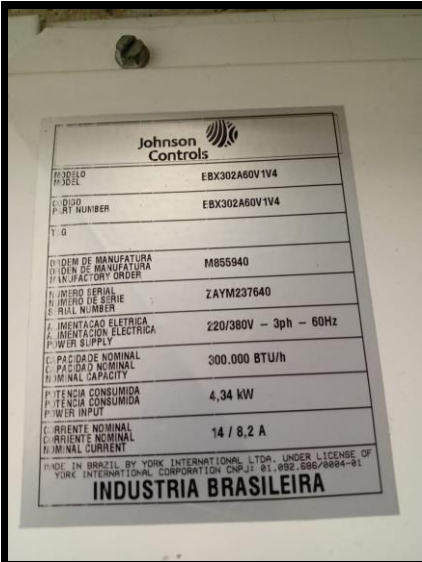 Johnson
Controls
MODELO
MODEL
EBX302A60V1V4
CODIGO
PART NUMBER
EBX302A60V1V4
TAG
ORDEM DE MANUFATURA
ORDEN DE MANUFATURA
MANUFACTORY ORDER
M855940
NUMERO SERIAL
NUMERO DE SERIE
SERIAL NUMBER
ZAYM237640
ALIMENTACAO ELETRICA
ALIMENTACION ELECTRICA
POWER SUPPLY
220/380V – 3ph – 60Hz
CAPACIDADE NOMINAL
CAPACIDAD NOMINAL
NOMINAL CAPACITY
300.000 BTU/h
POTENCIA CONSUMIDA
POTENCIA CONSUMIDA
POWER INPUT
4,34 kW
CORRENTE NOMINAL
CORRIENTE NOMINAL
NOMINAL CURRENT
14 / 8,2 A
MADE IN BRAZIL BY YORK INTERNATIONAL LTDA. UNDER LICENSE OF
YORK INTERNATIONAL CORPORATION CNPJ: 01.092.686/0004-01
INDUSTRIA BRASILEIRA